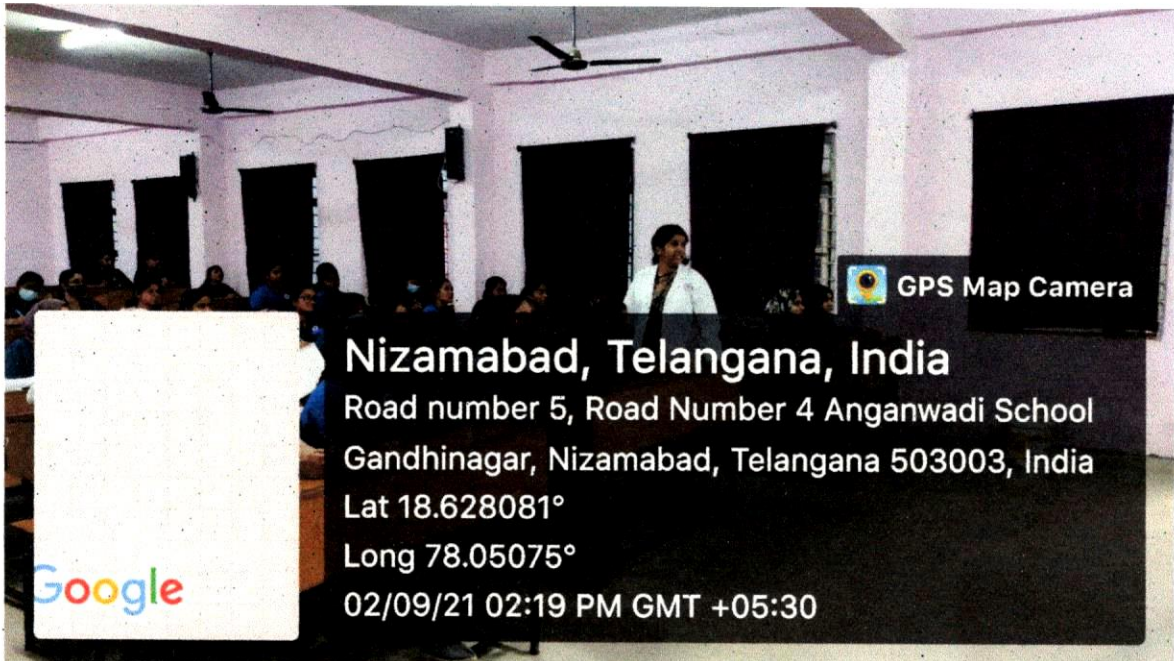 GPS Map Camera
Nizamabad, Telangana, India
Road number 5, Road Number 4 Anganwadi School
Gandhinagar, Nizamabad, Telangana 503003, India
Lat 18.628081°
Long 78.05075°
02/09/21 02:19 PM GMT +05:30
Google